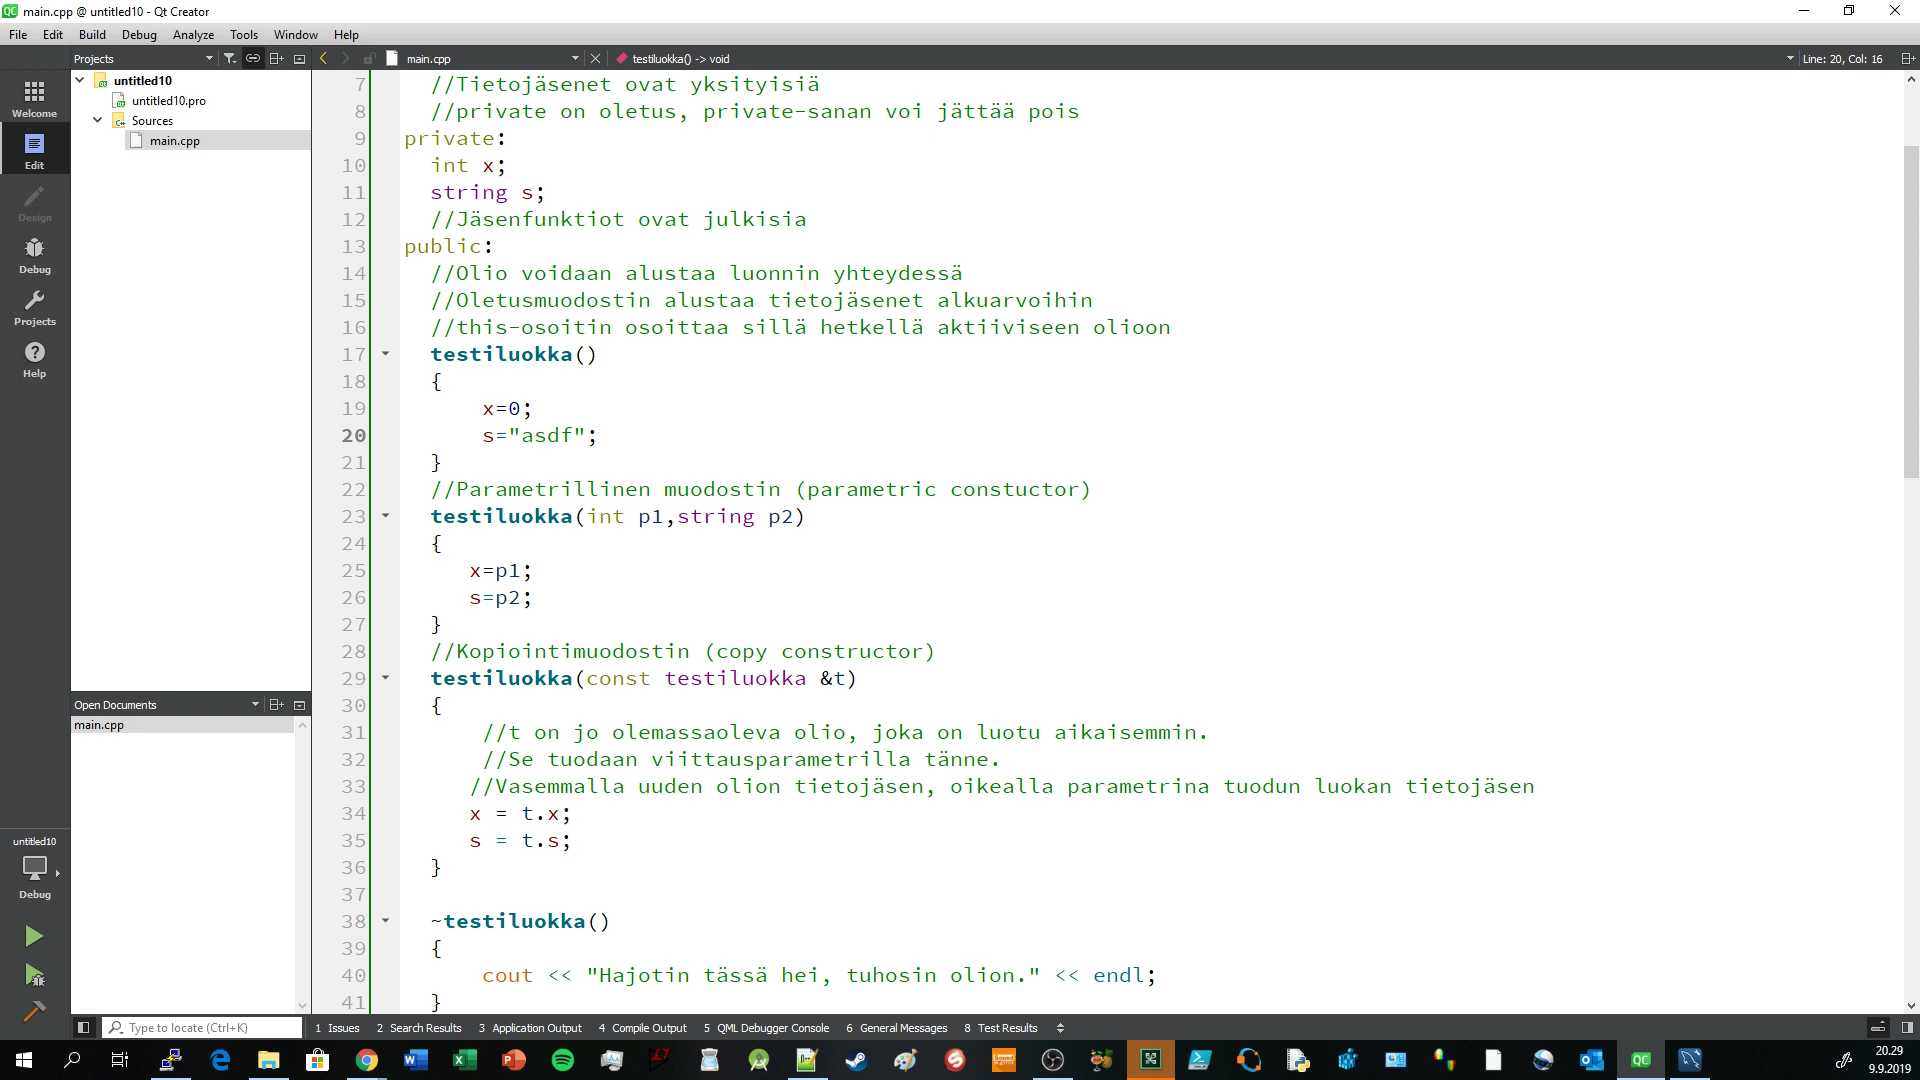 main.cpp @ untitled10 - Qt Creator
File Edit Build Debug Analyze Tools Window Help
Projects
main.cpp
testiluokka() -> void
Line: 20, Col: 16
Welcome
Edit
Design
Debug
Projects
Help
untitled10
untitled10.pro
Sources
main.cpp
7 //Tietojäsenet ovat yksityisiä
8 //private on oletus, private-sanan voi jättää pois
9 private:
10 int x;
11 string s;
12 //Jäsenfunktiot ovat julkisia
13 public:
14 //Olio voidaan alustaa luonnin yhteydessä
15 //Oletusmuodostin alustaa tietojäsenet alkuarvoihin
16 //this-osoitin osoittaa sillä hetkellä aktiiviseen olioon
17 testiluokka()
18 {
19 x=0;
20 s="asdf";
21 }
22 //Parametrillinen muodostin (parametric constuctor)
23 testiluokka(int p1,string p2)
24 {
25 x=p1;
26 s=p2;
27 }
28 //Kopiointimuodostin (copy constructor)
29 testiluokka(const testiluokka &t)
30 {
31 //t on jo olemassaoleva olio, joka on luotu aikaisemmin.
32 //Se tuodaan viittausparametrilla tänne.
33 //Vasemmalla uuden olion tietojäsen, oikealla parametrina tuodun luokan tietojäsen
34 x = t.x;
35 s = t.s;
36 }
37
38 ~testiluokka()
39 {
40 cout << "Hajotin tässä hei, tuhosin olion." << endl;
41 }
Open Documents
main.cpp
untitled10
Debug
Type to locate (Ctrl+K)
1 Issues 2 Search Results 3 Application Output 4 Compile Output 5 QML Debugger Console 6 General Messages 8 Test Results
20.29
9.9.2019